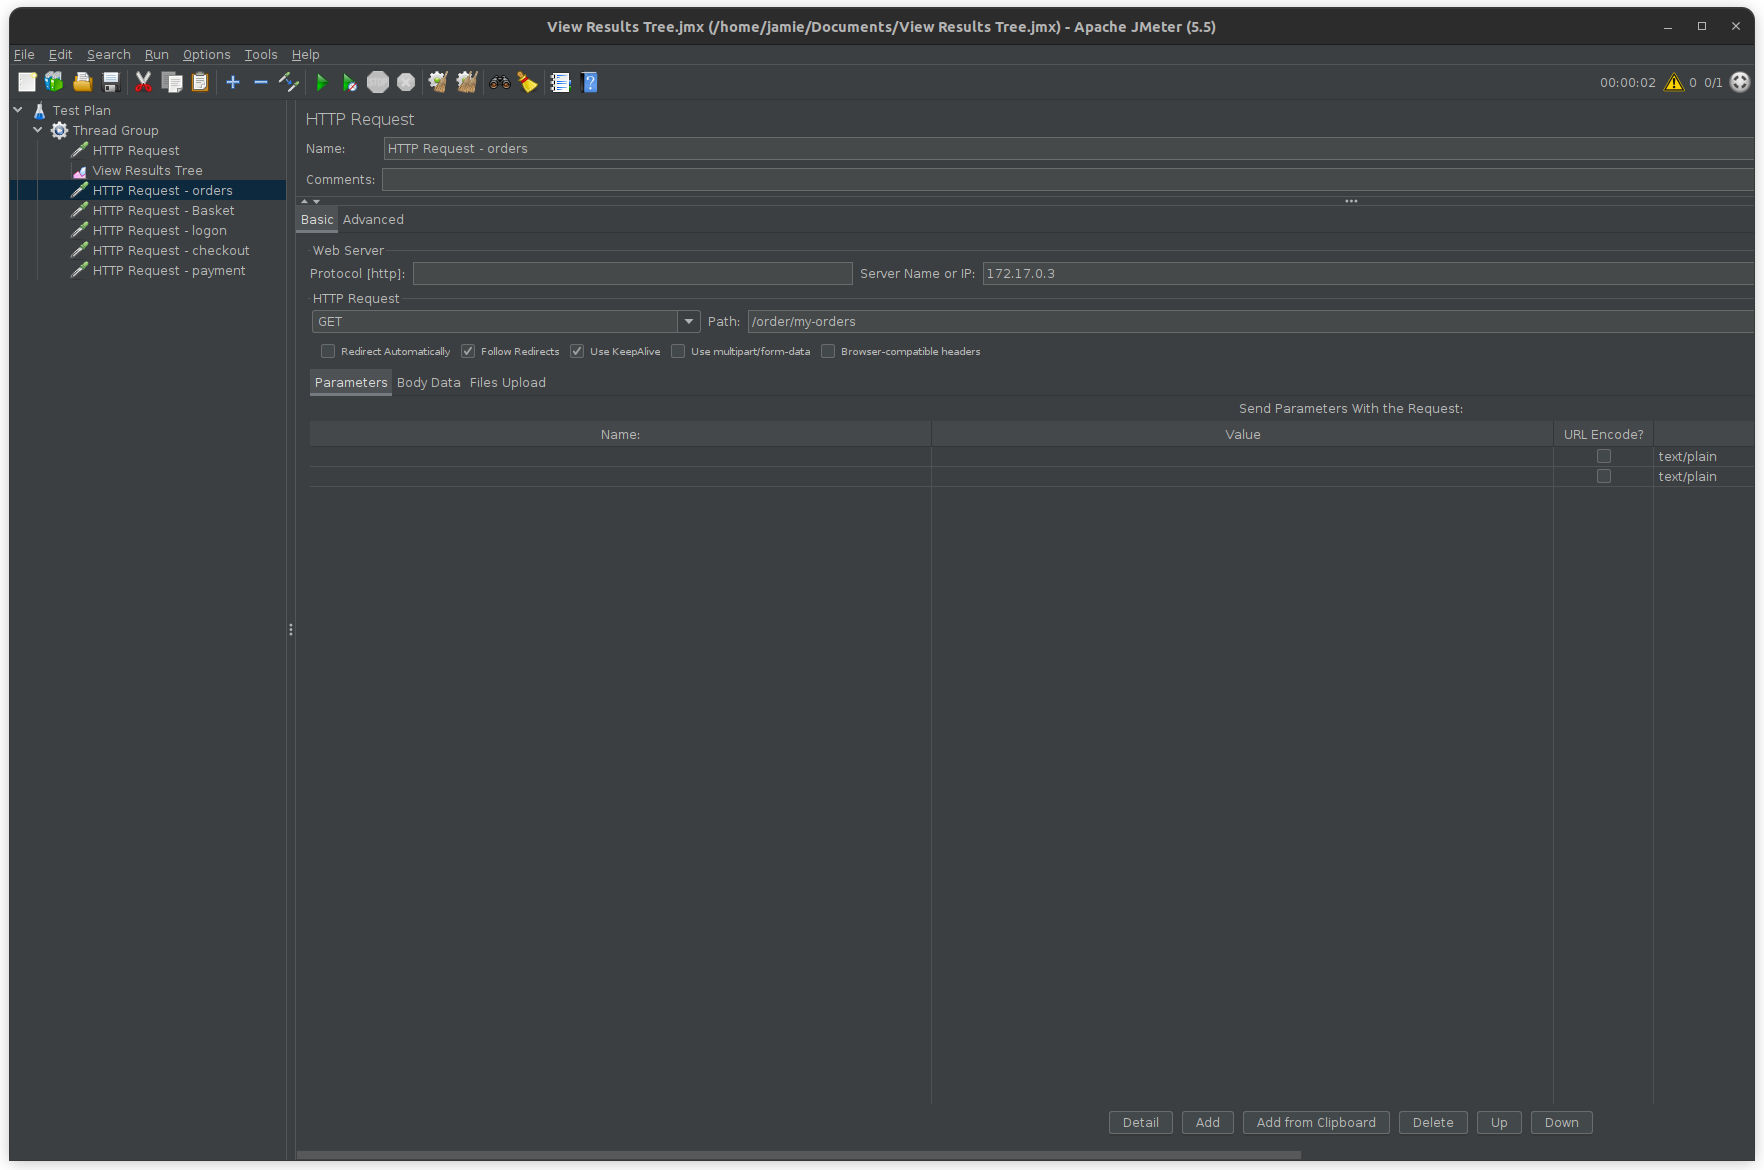 View Results Tree.jmx (/home/jamie/Documents/View Results Tree.jmx) - Apache JMeter (5.5)
File Edit Search Run Options Tools Help
00:00:02 0 0/1
Test Plan
Thread Group
HTTP Request
View Results Tree
HTTP Request - orders
HTTP Request - Basket
HTTP Request - logon
HTTP Request - checkout
HTTP Request - payment
HTTP Request
Name: HTTP Request - orders
Comments:
Basic Advanced
Web Server
Protocol [http]: Server Name or IP: 172.17.0.3
HTTP Request
GET Path: /order/my-orders
Redirect Automatically Follow Redirects Use KeepAlive Use multipart/form-data Browser-compatible headers
Parameters Body Data Files Upload
Send Parameters With the Request:
Name: Value URL Encode?
text/plain
text/plain
Detail Add Add from Clipboard Delete Up Down